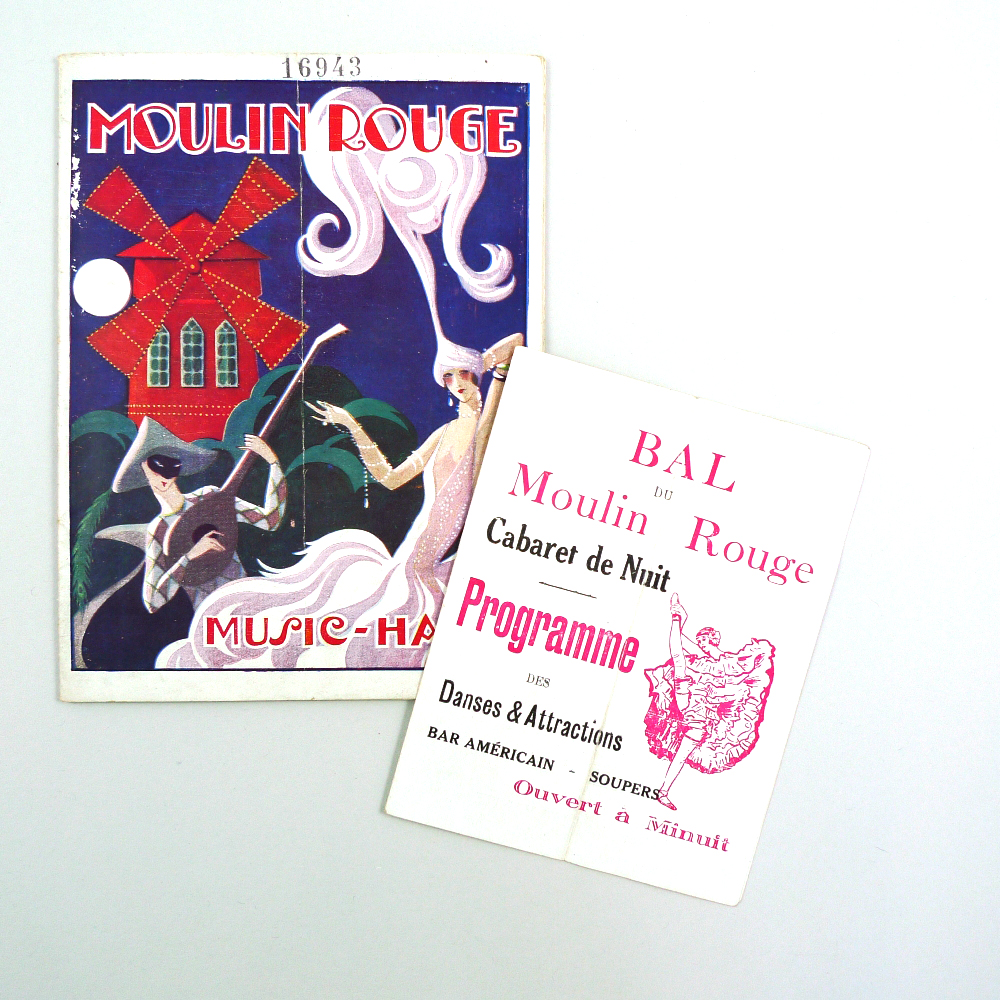 16943
MOULIN ROUGE
MUSIC-HA
BAL
DU
Moulin Rouge
Cabaret de Nuit
Programme
DES
Danses & Attractions
BAR AMÉRICAIN - SOUPERS
Ouvert à Minuit